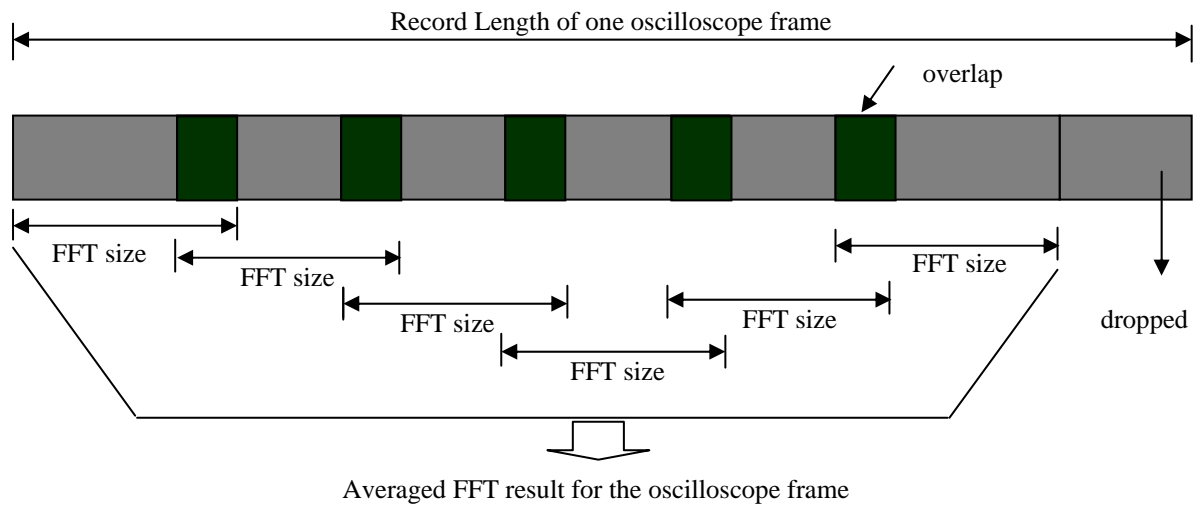 Record Length of one oscilloscope frame
overlap
FFT size
FFT size
FFT size
FFT size
FFT size
FFT size
dropped
Averaged FFT result for the oscilloscope frame